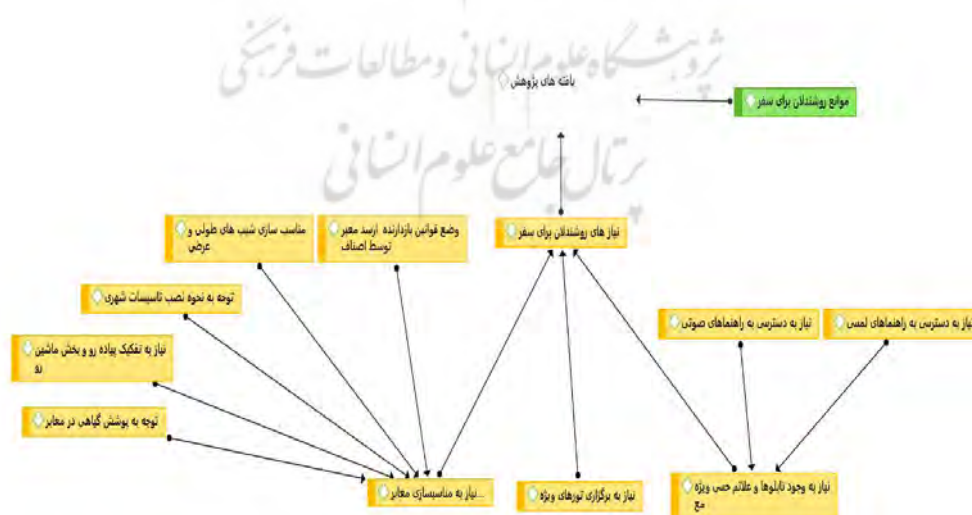 پژوهشگاه علوم انسانی و مطالعات فرهنگی
یافته های پژوهش
موانع روشندلان برای سفر
پرتال جامع علوم انسانی
مناسب سازی شیب های طولی و
عرضی
وضع قوانین بازدارنده ازسد معبر
توسط اصناف
نیاز های روشندلان برای سفر
توجه به نحوه نصب تاسیسات شهری
نیاز به دسترسی به راهنماهای صوتی
نیاز به دسترسی به راهنماهای لمسی
نیاز به تفکیک پیاده رو و بخش ماشین
رو
توجه به پوشش گیاهی در معابر
نیاز به مناسبسازی معابر...
نیاز به برگزاری تورهای ویژه
نیاز به وجود تابلوها و علائم حسی ویژه
مع